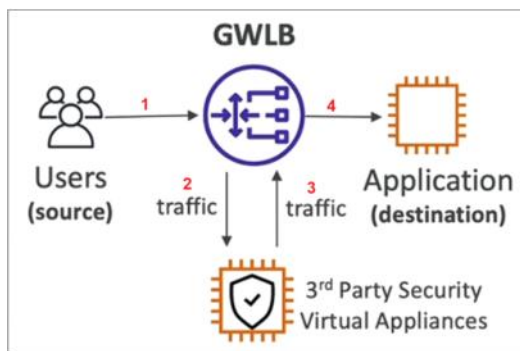 GWLB
1
4
Users
(source)
2
traffic
3
traffic
Application
(destination)
3rd Party Security
Virtual Appliances